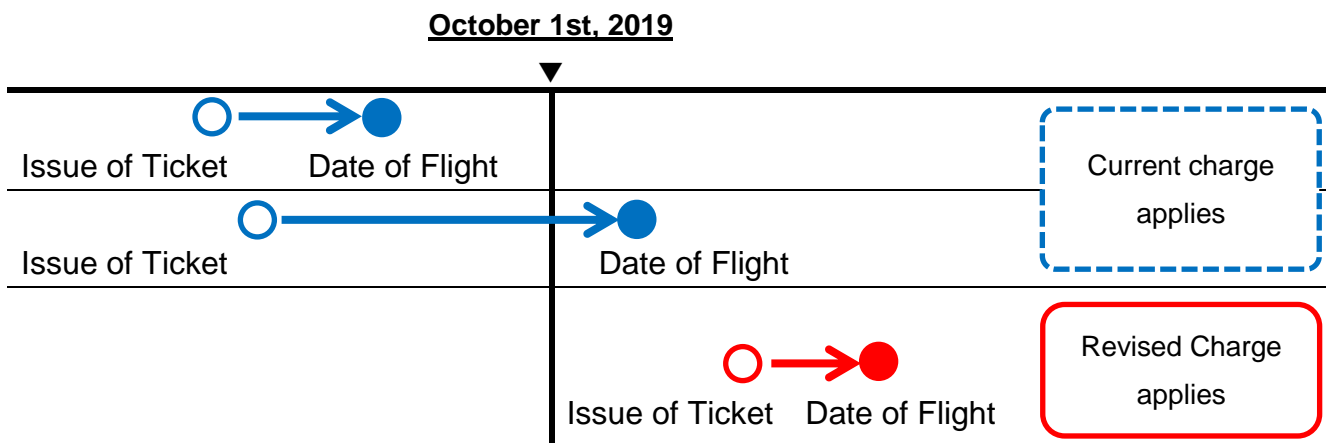 October 1st, 2019
Issue of Ticket Date of Flight
Current charge
applies
Issue of Ticket Date of Flight
Revised Charge
applies
Issue of Ticket Date of Flight